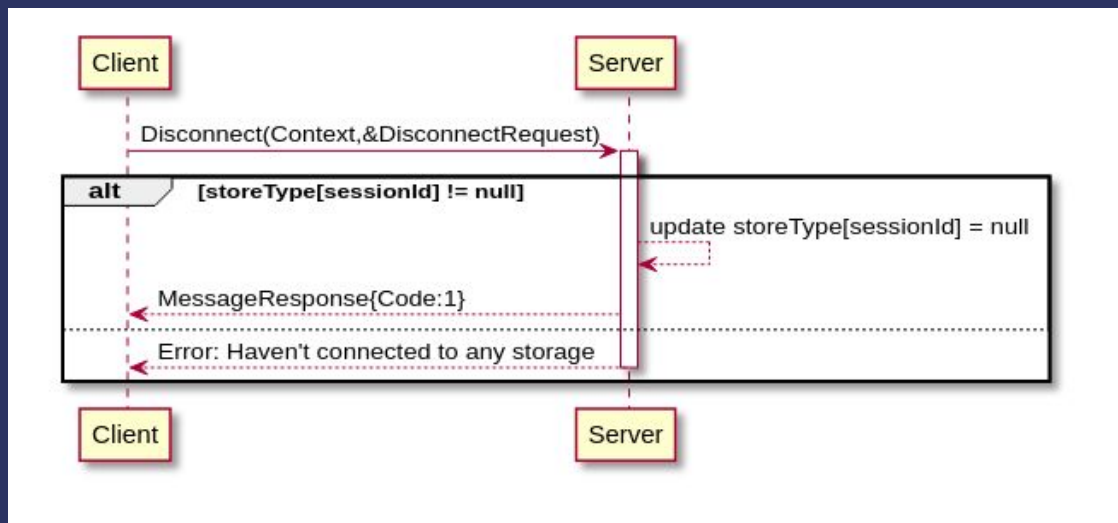 Client
Server
Disconnect(Context,&DisconnectRequest)
alt
[storeType[sessionId] != null]
update storeType[sessionId] = null
MessageResponse{Code:1}
Error: Haven't connected to any storage
Client
Server